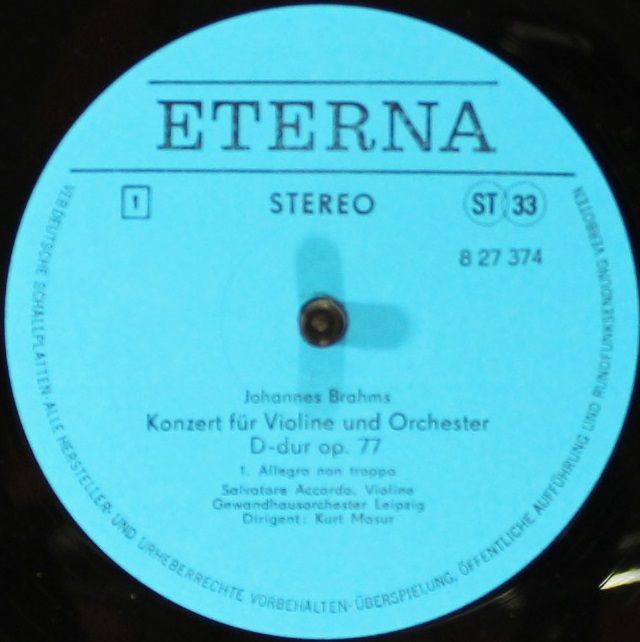 ETERNA
1 STEREO ST 33
8 27 374
Johannes Brahms
Konzert für Violine und Orchester
D-dur op. 77
1. Allegro non troppo
Salvatore Accardo, Violine
Gewandhausorchester Leipzig
Dirigent: Kurt Masur
VEB DEUTSCHE SCHALLPLATTEN·ALLE HERSTELLER- UND URHEBERRECHTE VORBEHALTEN·ÜBERSPIELUNG, ÖFFENTLICHE AUFFÜHRUNG UND RUNDFUNKSENDUNG VERBOTEN